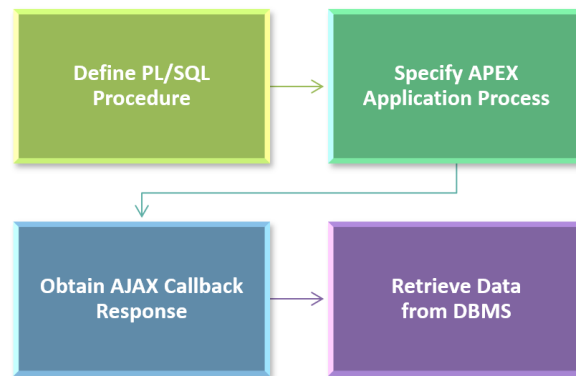 Define PL/SQL
Procedure
Specify APEX
Application Process
Obtain AJAX Callback
Response
Retrieve Data
from DBMS